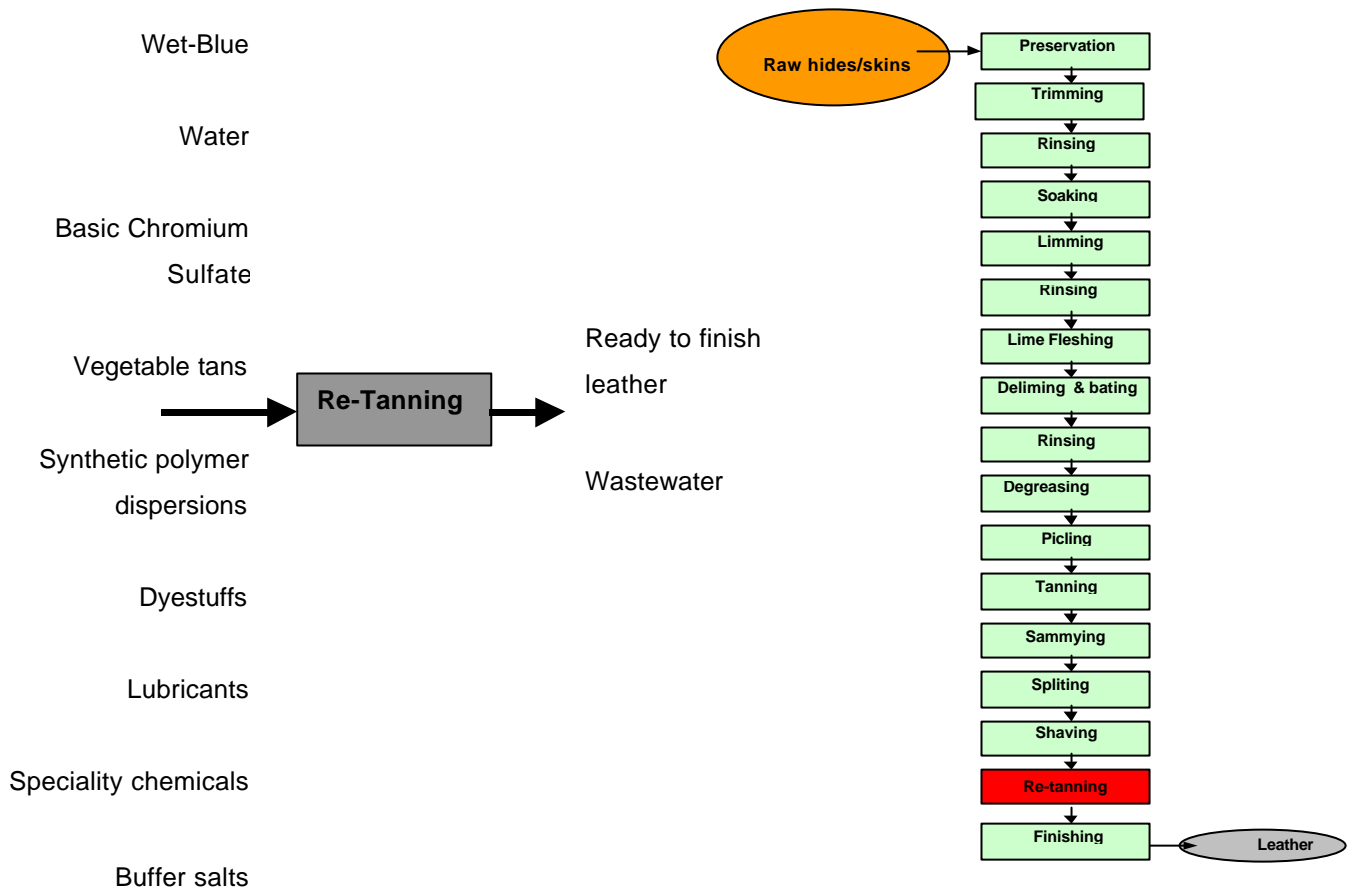 Wet-Blue
Water
Basic Chromium
Sulfate
Vegetable tans
Synthetic polymer
dispersions
Dyestuffs
Lubricants
Speciality chemicals
Buffer salts
Re-Tanning
Ready to finish
leather
Wastewater
Raw hides/skins
Preservation
Trimming
Rinsing
Soaking
Limming
Rinsing
Lime Fleshing
Deliming & bating
Rinsing
Degreasing
Picling
Tanning
Sammying
Spliting
Shaving
Re-tanning
Finishing
Leather